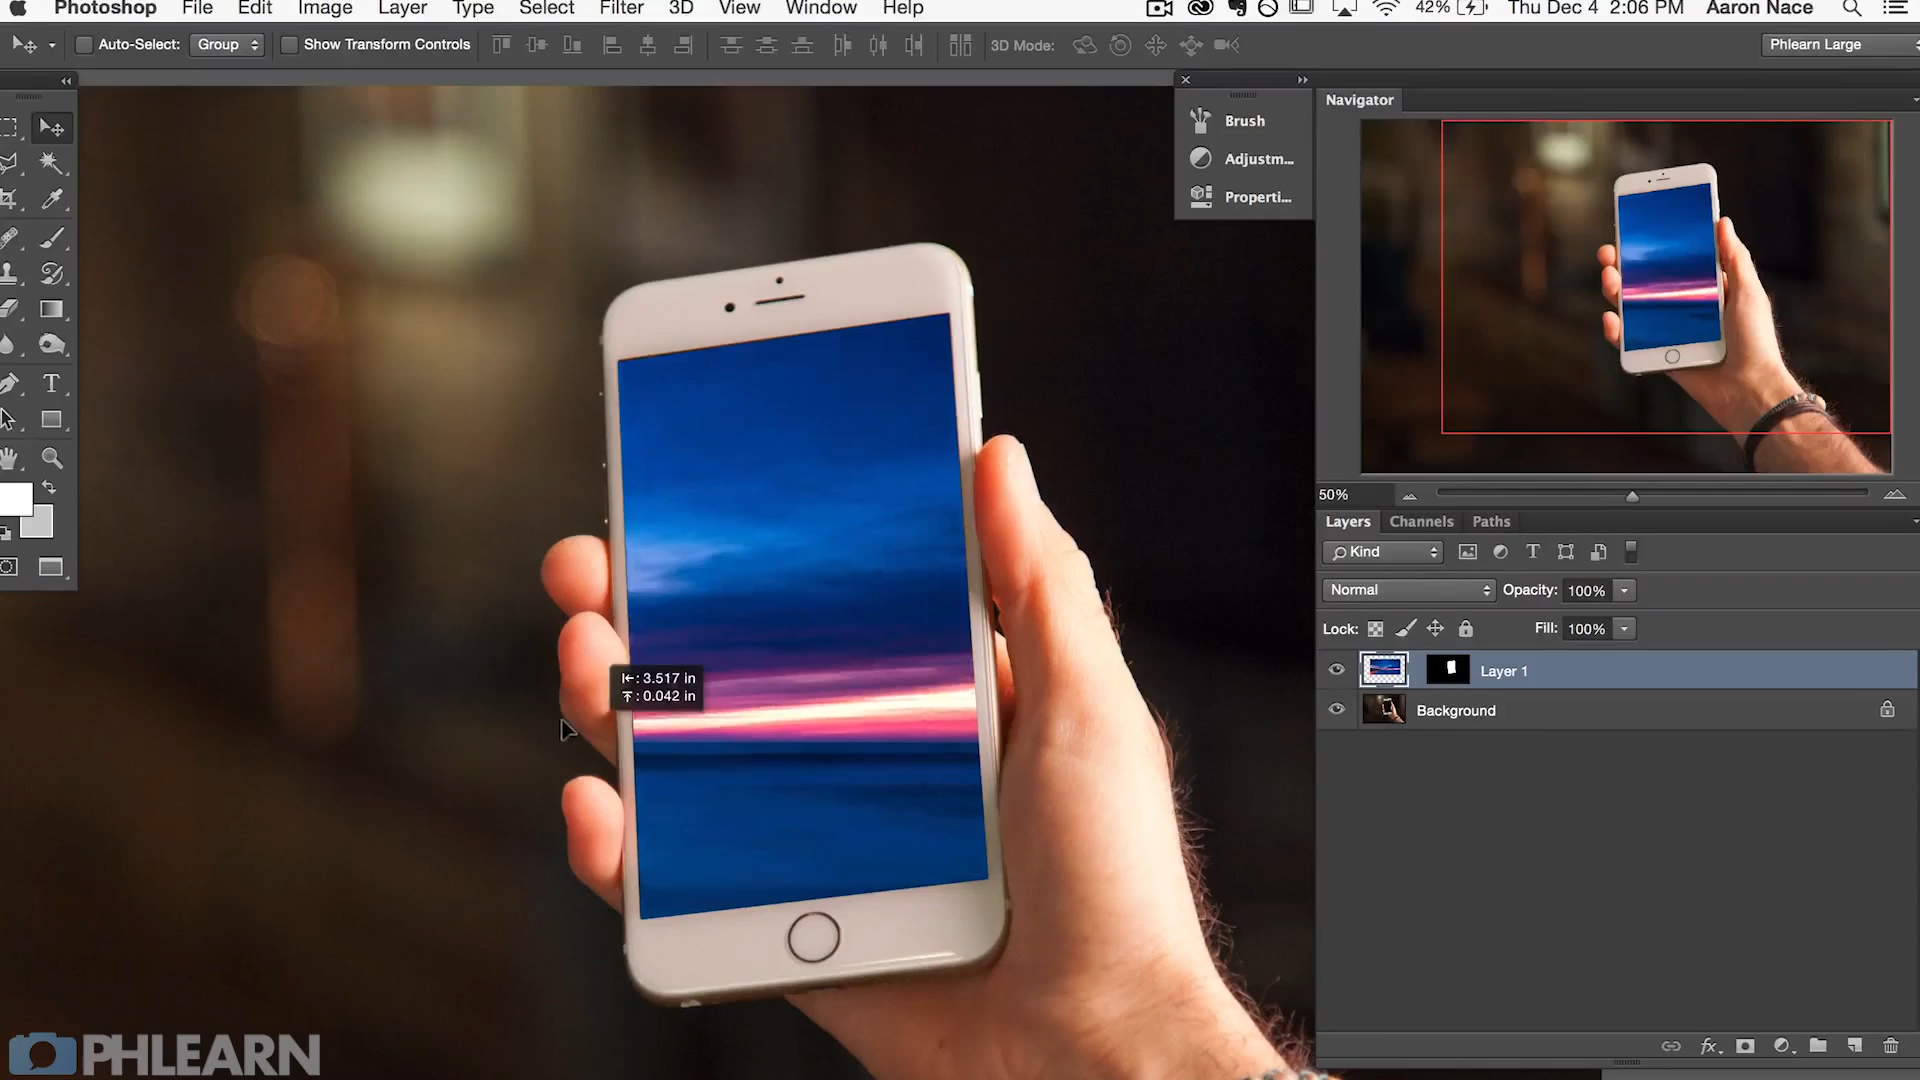 Photoshop File Edit Image Layer Type Select Filter 3D View Window Help 42% Thu Dec 4 2:06 PM Aaron Nace
Auto-Select: Group Show Transform Controls 3D Mode: Phlearn Large
Navigator
Brush
Adjustm...
Properti...
50%
Layers Channels Paths
Kind
Normal Opacity: 100%
Lock: Fill: 100%
Layer 1
Background
: 3.517 in
: 0.042 in
fx
PHLEARN